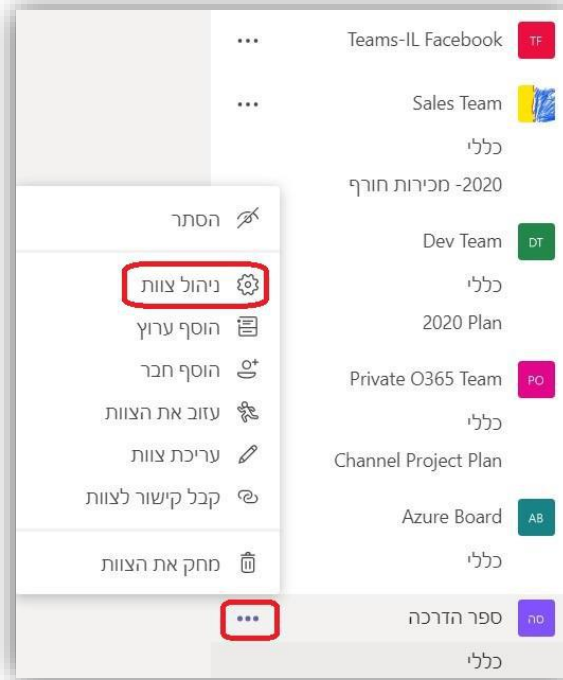 Teams-IL Facebook
TF
Sales Team
כללי
2020- מכירות חורף
Dev Team
DT
כללי
2020 Plan
Private O365 Team
PO
כללי
Channel Project Plan
Azure Board
AB
כללי
ספר הדרכה
סה
כללי
הסתר
ניהול צוות
הוסף ערוץ
הוסף חבר
עזוב את הצוות
עריכת צוות
קבל קישור לצוות
מחק את הצוות